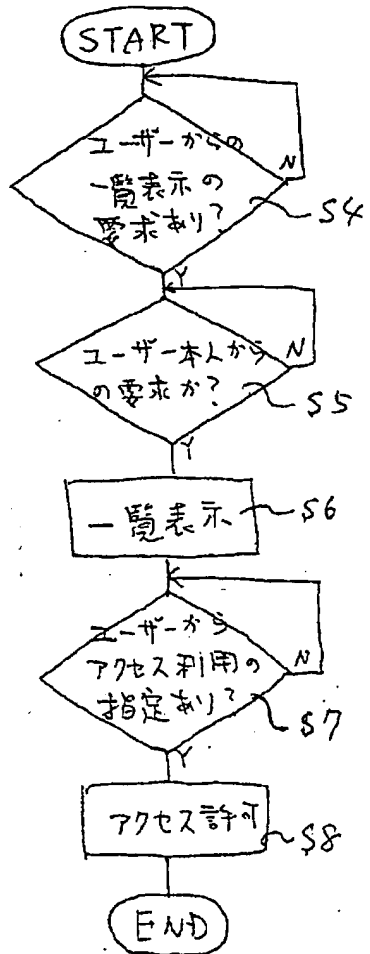 START
ユーザーからの
一覧表示の
要求あり?
N
S4
Y
ユーザー本人から
の要求か?
N
S5
Y
一覧表示
S6
ユーザーから
アクセス利用の
指定あり?
N
S7
Y
アクセス許可
S8
END